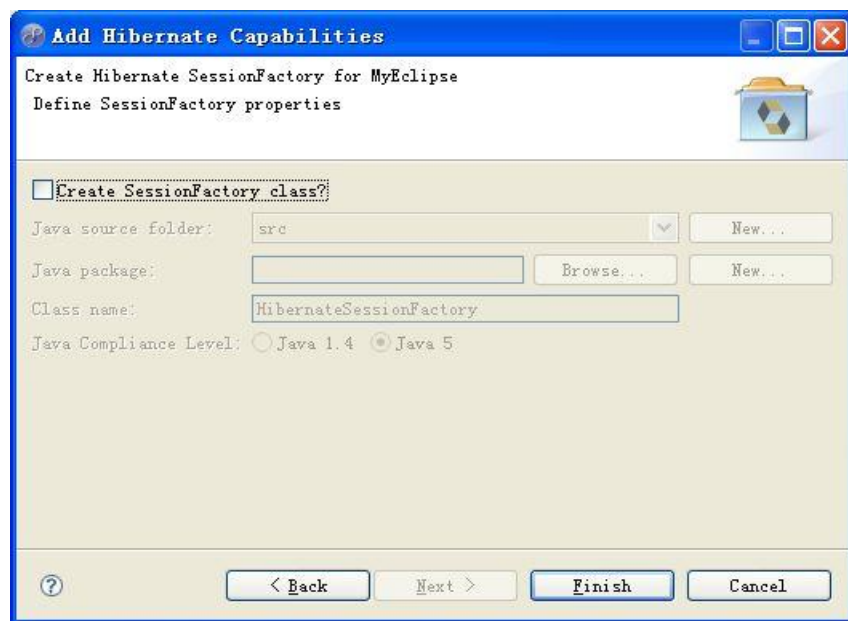 Add Hibernate Capabilities
Create Hibernate SessionFactory for MyEclipse
Define SessionFactory properties
Create SessionFactory class?
Java source folder: src New...
Java package: Browse... New...
Class name: HibernateSessionFactory
Java Compliance Level: Java 1.4 Java 5
? < Back Next > Finish Cancel